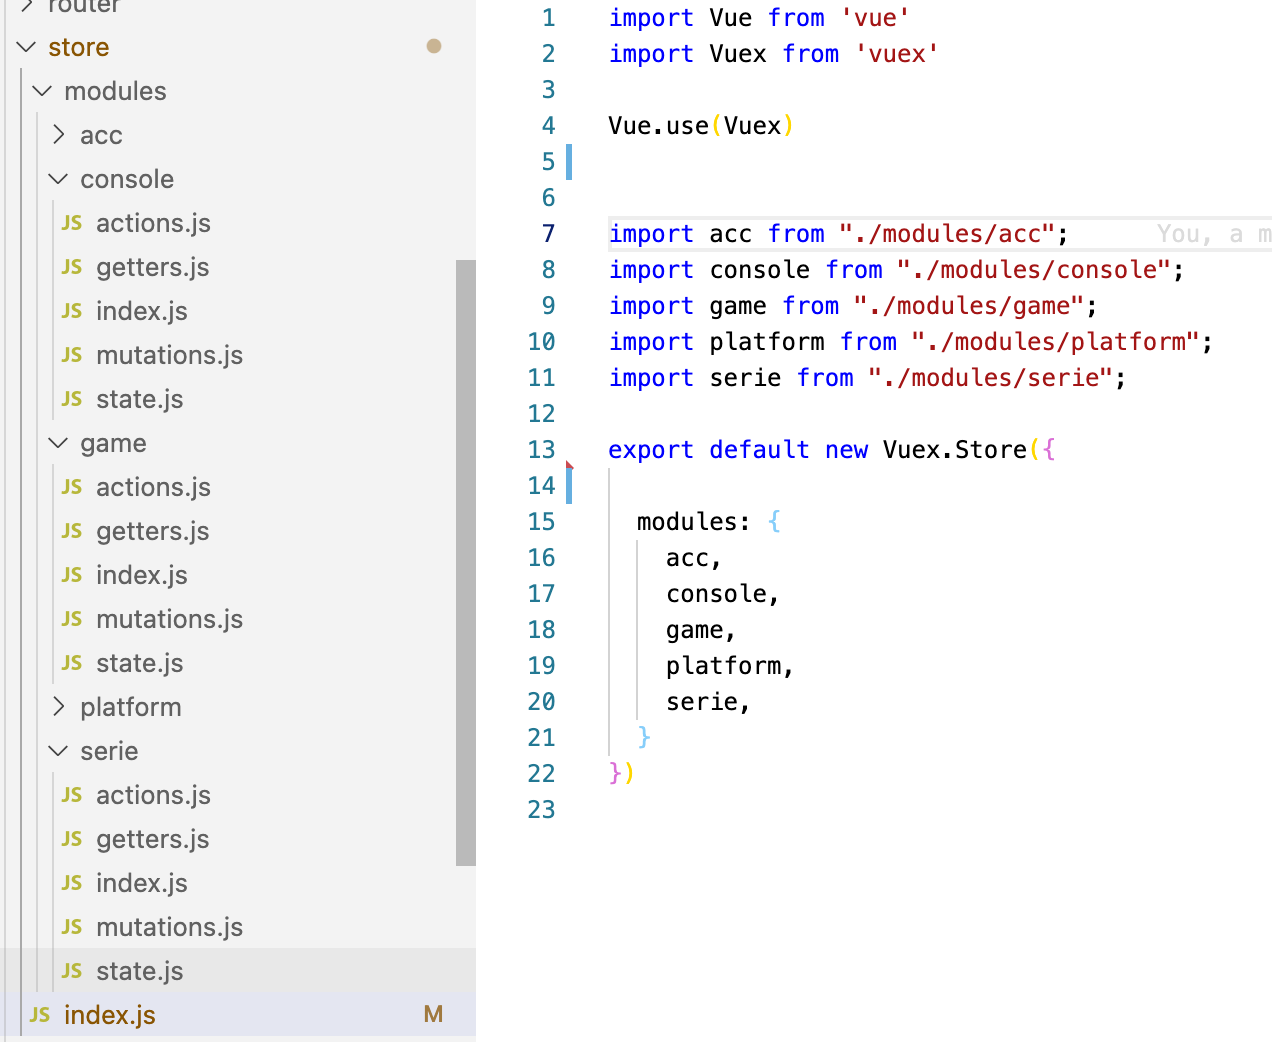 router
store
modules
acc
console
JS actions.js
JS getters.js
JS index.js
JS mutations.js
JS state.js
game
JS actions.js
JS getters.js
JS index.js
JS mutations.js
JS state.js
platform
serie
JS actions.js
JS getters.js
JS index.js
JS mutations.js
JS state.js
JS index.js M
1 import Vue from 'vue'
2 import Vuex from 'vuex'
3
4 Vue.use(Vuex)
5
6
7 import acc from "./modules/acc"; You, a m
8 import console from "./modules/console";
9 import game from "./modules/game";
10 import platform from "./modules/platform";
11 import serie from "./modules/serie";
12
13 export default new Vuex.Store({
14
15 modules: {
16 acc,
17 console,
18 game,
19 platform,
20 serie,
21 }
22 })
23